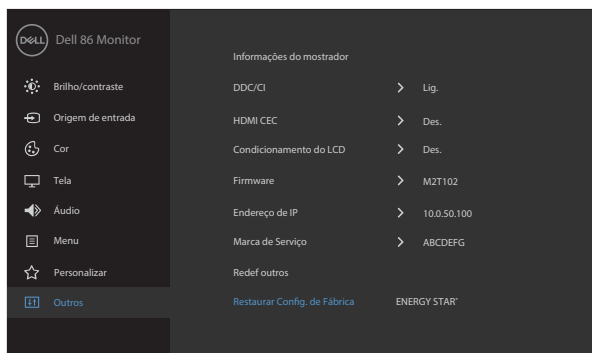 DELL
Dell 86 Monitor
Brilho/contraste
Origem de entrada
Cor
Tela
Áudio
Menu
Personalizar
Outros
Informações do mostrador
DDC/CI > Lig.
HDMI CEC > Des.
Condicionamento do LCD > Des.
Firmware > M2T102
Endereço de IP > 10.0.50.100
Marca de Serviço > ABCDEFG
Redef outros
Restaurar Config. de Fábrica ENERGY STAR®